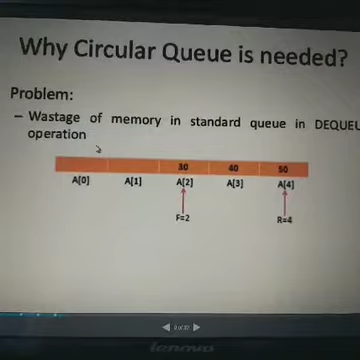 Why Circular Queue is needed?
Problem:
– Wastage of memory in standard queue in DEQUEU
operation
30 40 50
A[0] A[1] A[2] A[3] A[4]
F=2 R=4
lenovo